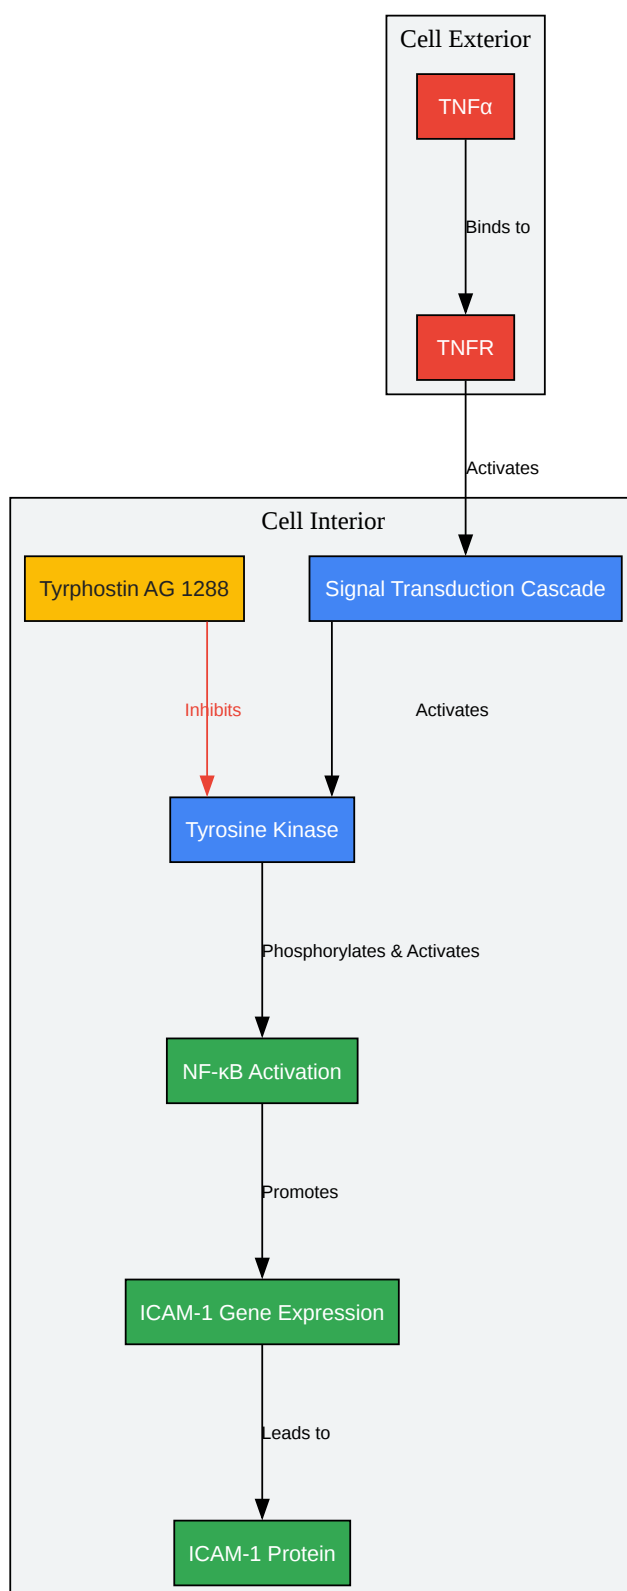 Cell Exterior
TNFα
Binds to
TNFR
Activates
Cell Interior
Tyrphostin AG 1288
Signal Transduction Cascade
Inhibits
Activates
Tyrosine Kinase
Phosphorylates & Activates
NF-κB Activation
Promotes
ICAM-1 Gene Expression
Leads to
ICAM-1 Protein